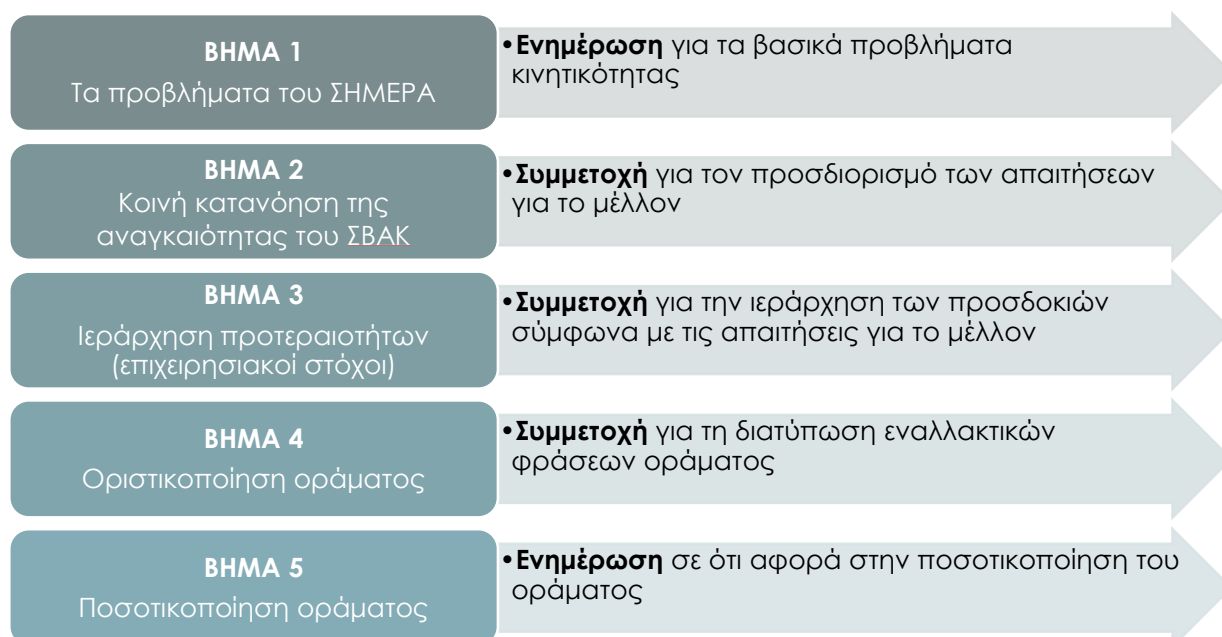 ΒΗΜΑ 1
Τα προβλήματα του ΣΗΜΕΡΑ
•Ενημέρωση για τα βασικά προβλήματα
κινητικότητας
ΒΗΜΑ 2
Κοινή κατανόηση της
αναγκαιότητας του ΣΒΑΚ
•Συμμετοχή για τον προσδιορισμό των απαιτήσεων
για το μέλλον
ΒΗΜΑ 3
Ιεράρχηση προτεραιοτήτων
(επιχειρησιακοί στόχοι)
•Συμμετοχή για την ιεράρχηση των προσδοκιών
σύμφωνα με τις απαιτήσεις για το μέλλον
ΒΗΜΑ 4
Οριστικοποίηση οράματος
•Συμμετοχή για τη διατύπωση εναλλακτικών
φράσεων οράματος
ΒΗΜΑ 5
Ποσοτικοποίηση οράματος
•Ενημέρωση σε ότι αφορά στην ποσοτικοποίηση του
οράματος